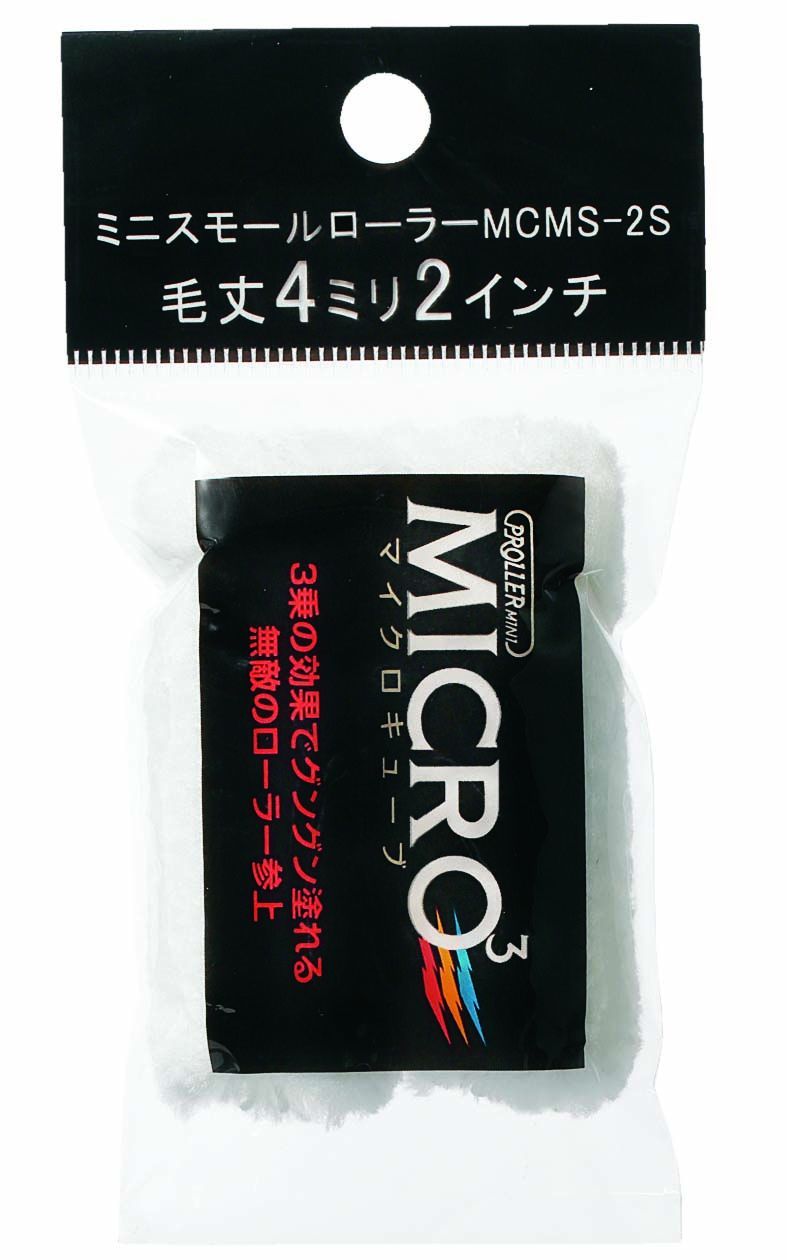 ミニスモールローラーMCMS-2S
毛丈4ミリ2インチ
PROLLER MINI
MICRO³
マイクロキューブ
3乗の効果でグングン塗れる
無敵のローラー参上